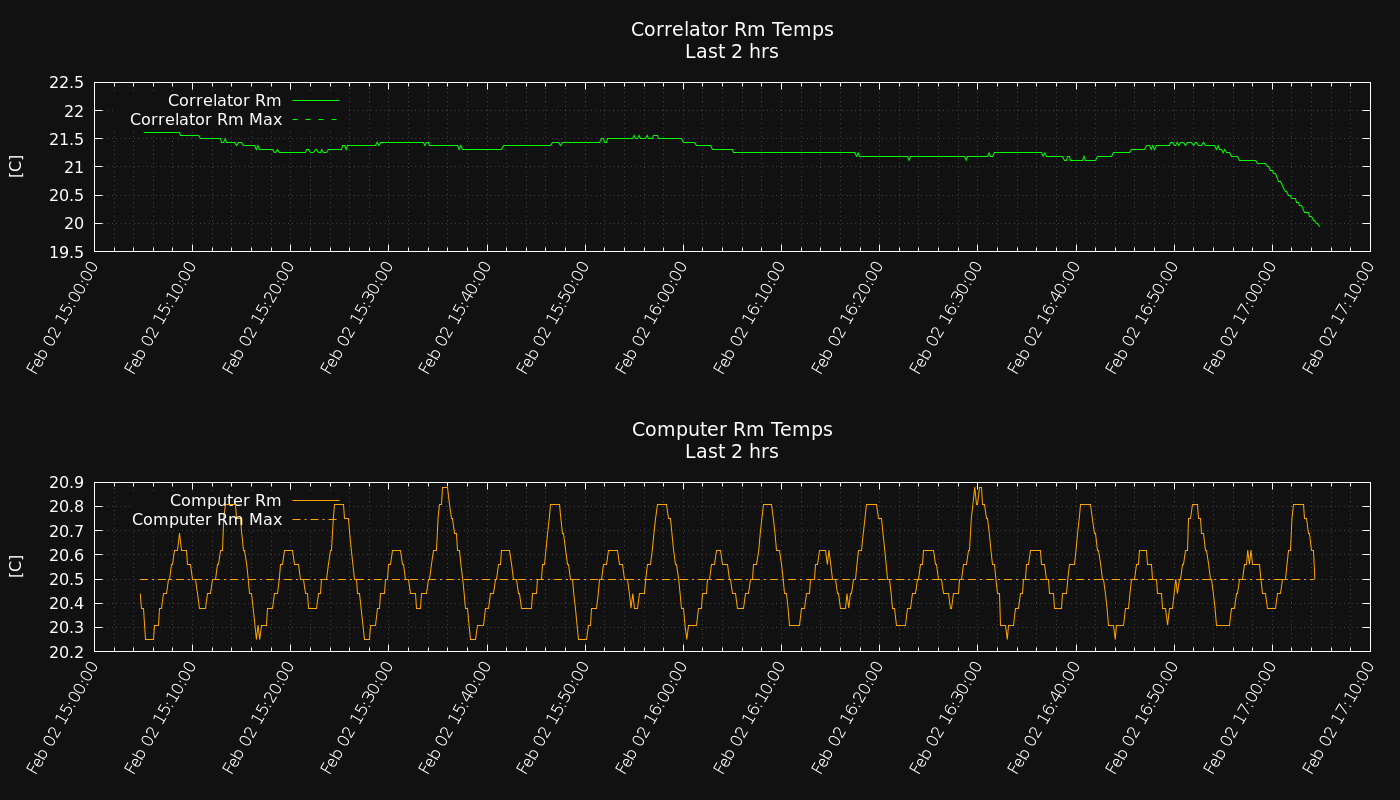 Correlator Rm Temps
Last 2 hrs
22.5
22
21.5
21
20.5
20
19.5
[C]
Correlator Rm
Correlator Rm Max
Feb 02 15:00:00
Feb 02 15:10:00
Feb 02 15:20:00
Feb 02 15:30:00
Feb 02 15:40:00
Feb 02 15:50:00
Feb 02 16:00:00
Feb 02 16:10:00
Feb 02 16:20:00
Feb 02 16:30:00
Feb 02 16:40:00
Feb 02 16:50:00
Feb 02 17:00:00
Feb 02 17:10:00
Computer Rm Temps
Last 2 hrs
20.9
20.8
20.7
20.6
20.5
20.4
20.3
20.2
[C]
Computer Rm
Computer Rm Max
Feb 02 15:00:00
Feb 02 15:10:00
Feb 02 15:20:00
Feb 02 15:30:00
Feb 02 15:40:00
Feb 02 15:50:00
Feb 02 16:00:00
Feb 02 16:10:00
Feb 02 16:20:00
Feb 02 16:30:00
Feb 02 16:40:00
Feb 02 16:50:00
Feb 02 17:00:00
Feb 02 17:10:00